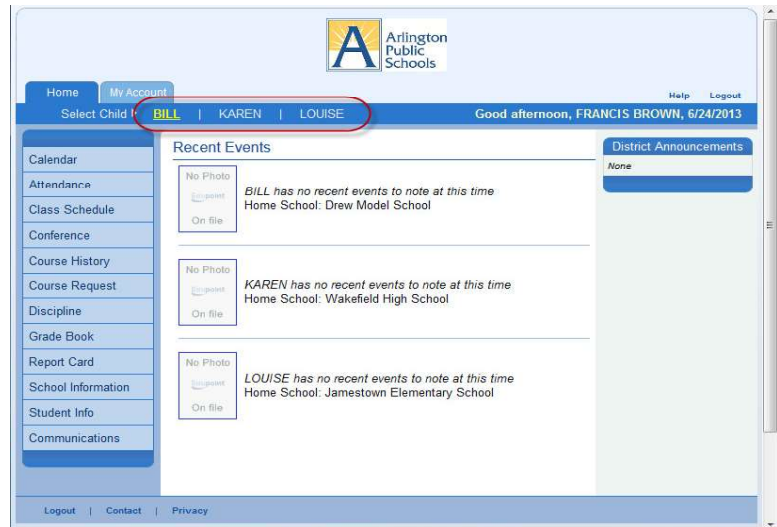 Arlington
Public
Schools
Home
My Account
Help Logout
Select Child
BILL | KAREN | LOUISE
Good afternoon, FRANCIS BROWN, 6/24/2013
Calendar
Attendance
Class Schedule
Conference
Course History
Course Request
Discipline
Grade Book
Report Card
School Information
Student Info
Communications
Recent Events
No Photo
On file
BILL has no recent events to note at this time
Home School: Drew Model School
No Photo
On file
KAREN has no recent events to note at this time
Home School: Wakefield High School
No Photo
On file
LOUISE has no recent events to note at this time
Home School: Jamestown Elementary School
District Announcements
None
Logout | Contact | Privacy